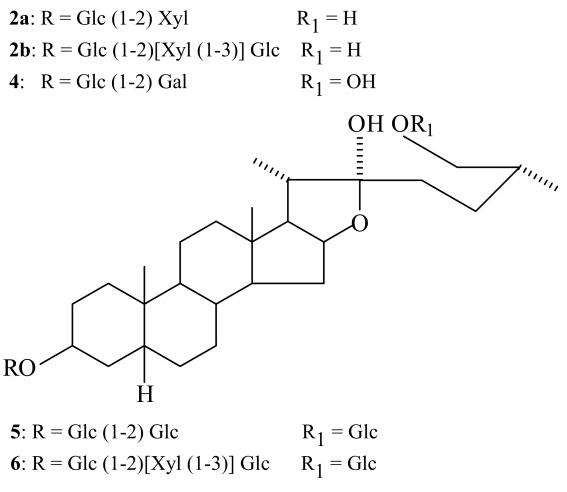 2a: R = Glc (1-2) Xyl R1 = H
2b: R = Glc (1-2)[Xyl (1-3)] Glc R1 = H
4: R = Glc (1-2) Gal R1 = OH
OH OR1
O
RO
H
5: R = Glc (1-2) Glc R1 = Glc
6: R = Glc (1-2)[Xyl (1-3)] Glc R1 = Glc